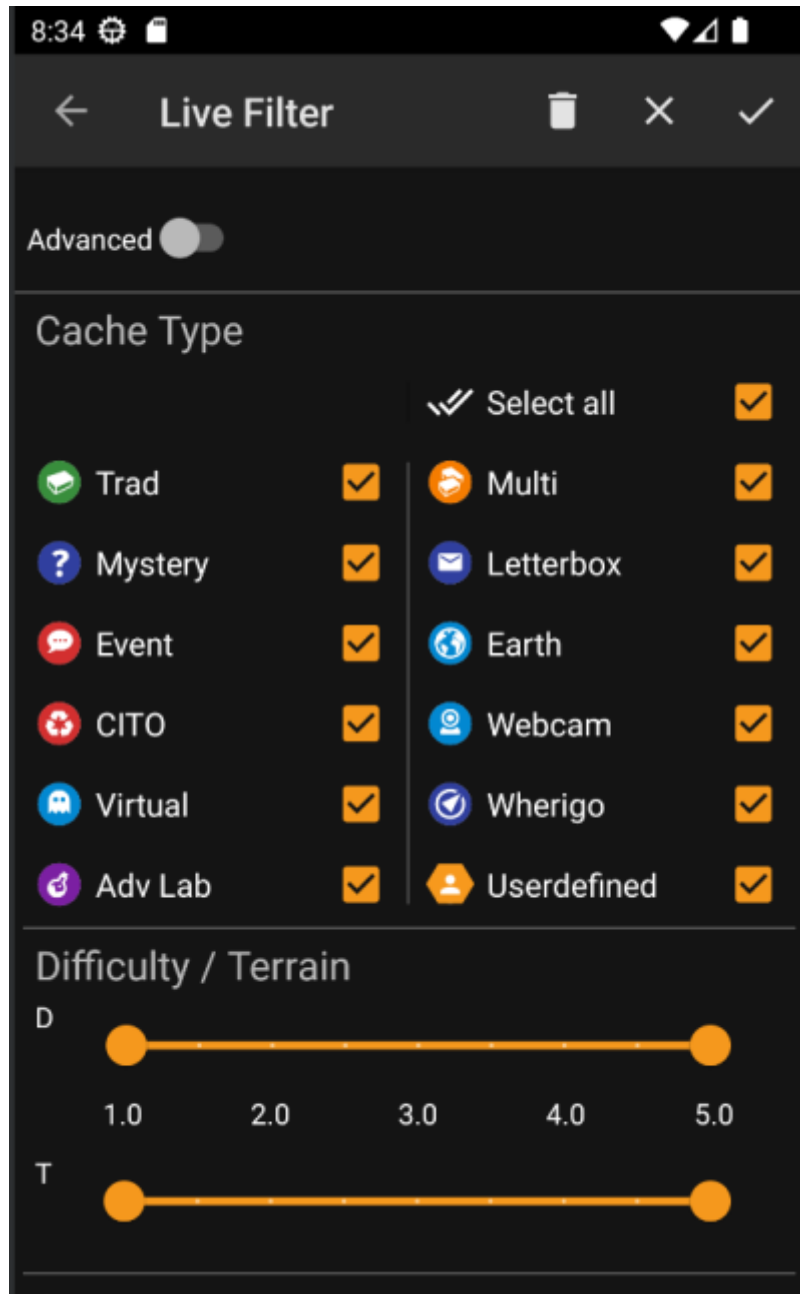 8:34
Live Filter
Advanced
Cache Type
Select all
Trad Multi
Mystery Letterbox
Event Earth
CITO Webcam
Virtual Wherigo
Adv Lab Userdefined
Difficulty / Terrain
D
1.0 2.0 3.0 4.0 5.0
T